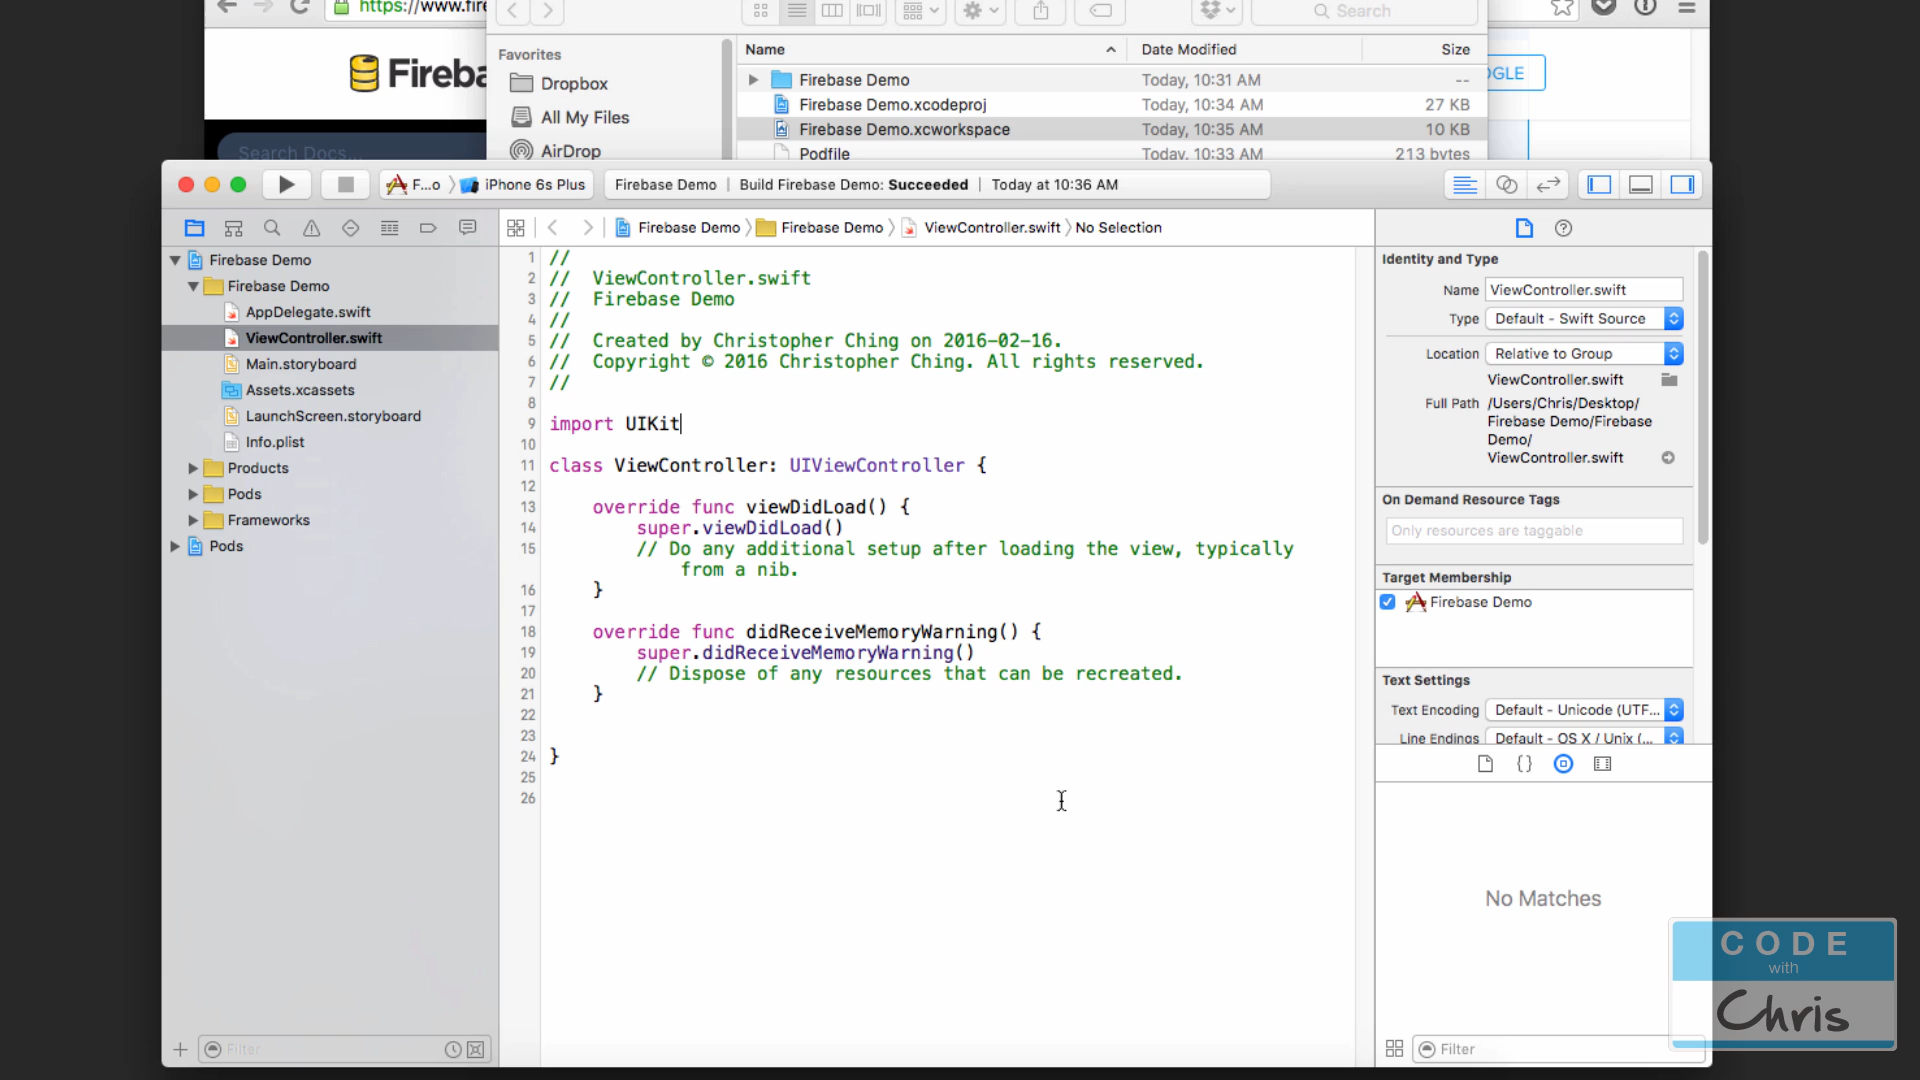 https://www.fire
Search
Fireba
Favorites
Name
Date Modified
Size
OGLE
Dropbox
Firebase Demo
Today, 10:31 AM
--
Firebase Demo.xcodeproj
Today, 10:34 AM
27 KB
All My Files
Firebase Demo.xcworkspace
Today, 10:35 AM
10 KB
Search Docs...
AirDrop
Podfile
Today, 10:33 AM
213 bytes
F...o
iPhone 6s Plus
Firebase Demo | Build Firebase Demo: Succeeded | Today at 10:36 AM
Firebase Demo
Firebase Demo
ViewController.swift
No Selection
Firebase Demo
Firebase Demo
AppDelegate.swift
ViewController.swift
Main.storyboard
Assets.xcassets
LaunchScreen.storyboard
Info.plist
Products
Pods
Frameworks
Pods
Filter
1 //
2 // ViewController.swift
3 // Firebase Demo
4 //
5 // Created by Christopher Ching on 2016-02-16.
6 // Copyright © 2016 Christopher Ching. All rights reserved.
7 //
8
9 import UIKit
10
11 class ViewController: UIViewController {
12
13 override func viewDidLoad() {
14 super.viewDidLoad()
15 // Do any additional setup after loading the view, typically
from a nib.
16 }
17
18 override func didReceiveMemoryWarning() {
19 super.didReceiveMemoryWarning()
20 // Dispose of any resources that can be recreated.
21 }
22
23
24 }
25
26
Identity and Type
Name ViewController.swift
Type Default - Swift Source
Location Relative to Group
ViewController.swift
Full Path /Users/Chris/Desktop/
Firebase Demo/Firebase
Demo/
ViewController.swift
On Demand Resource Tags
Only resources are taggable
Target Membership
Firebase Demo
Text Settings
Text Encoding Default - Unicode (UTF...
Line Endings Default - OS X / Unix (...
{ }
No Matches
Filter
CODE
with
Chris